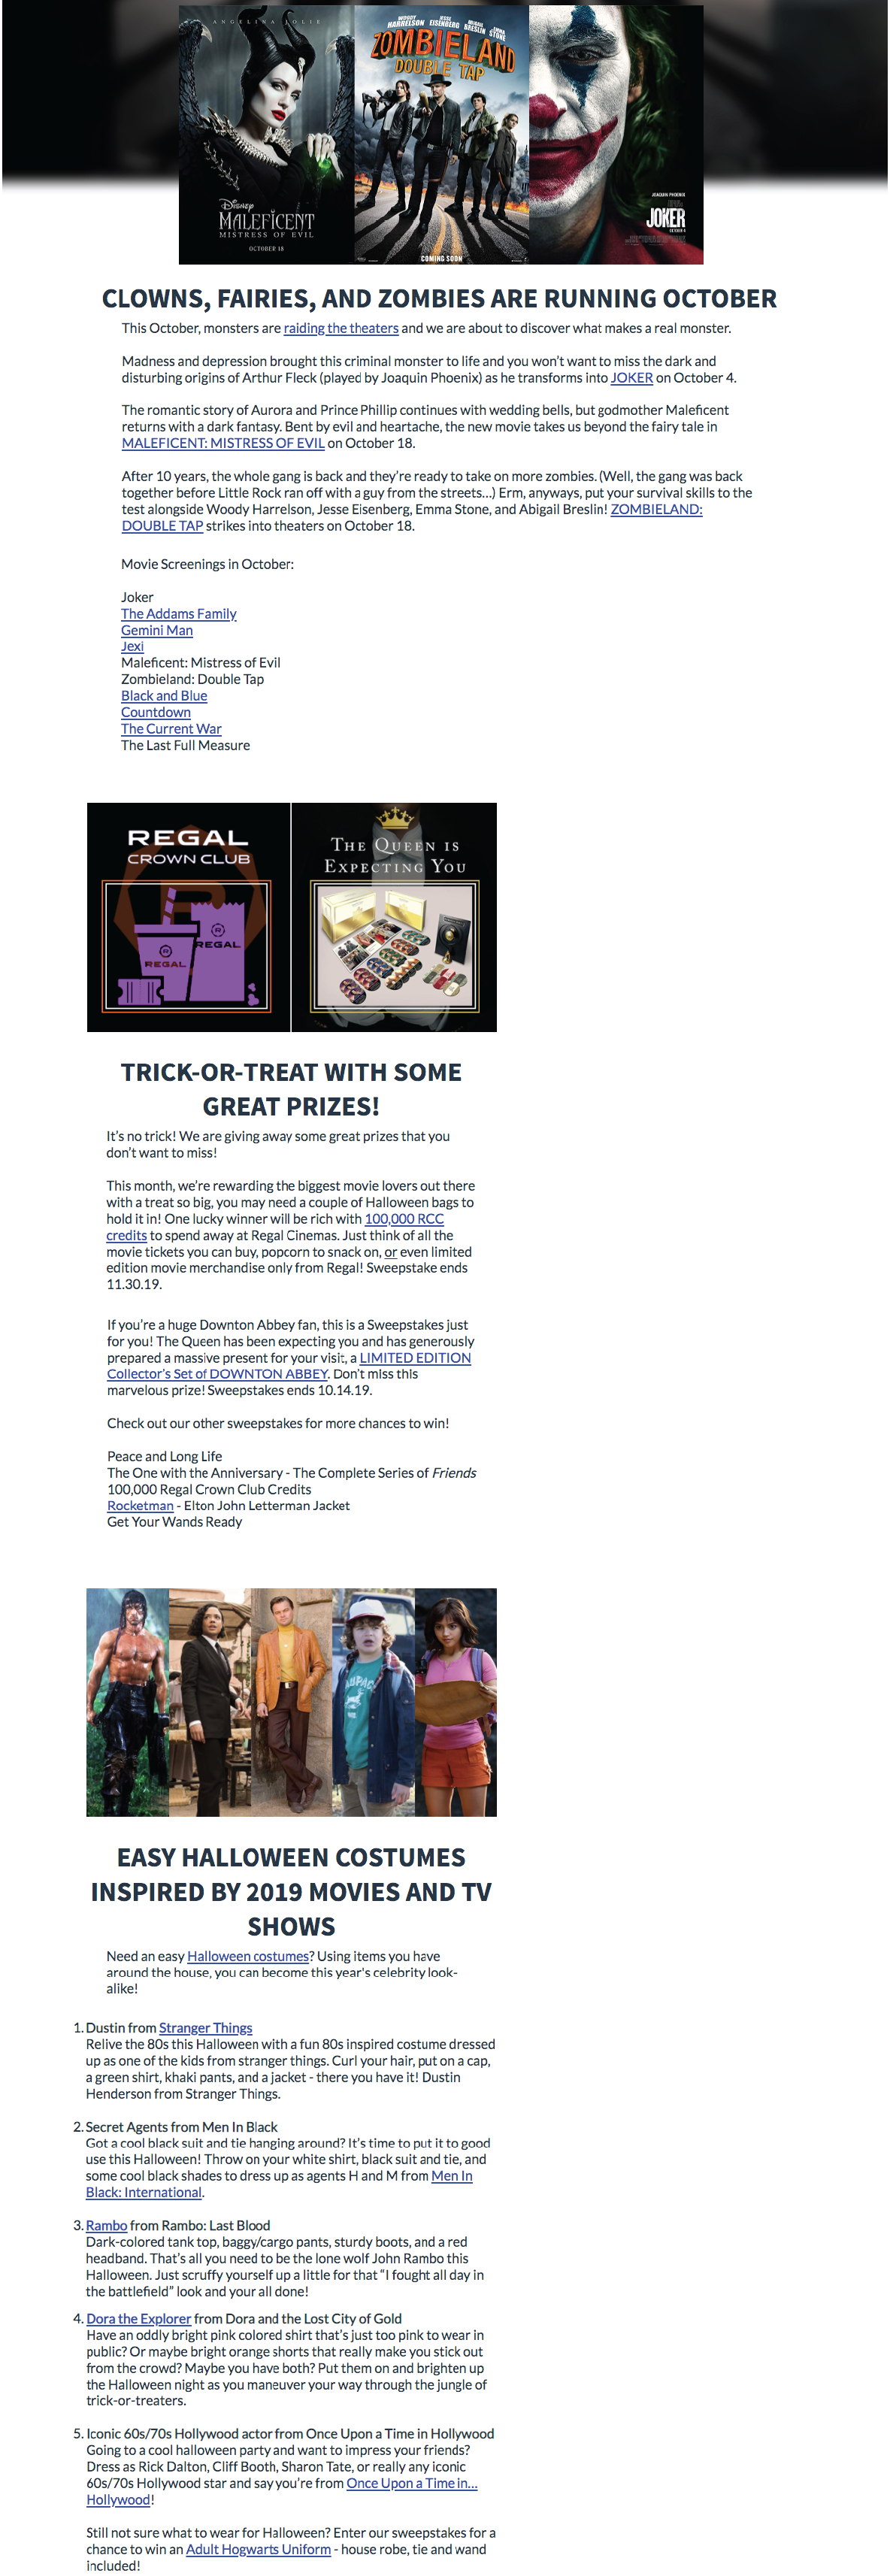 ANGELINA JOLIE
WOODY HARRELSON JESSE EISENBERG ABIGAIL BRESLIN EMMA STONE
ZOMBIELAND
DOUBLE TAP
Disney
MALEFICENT
MISTRESS OF EVIL
OCTOBER 18
COMING SOON
JOAQUIN PHOENIX
JOKER
CLOWNS, FAIRIES, AND ZOMBIES ARE RUNNING OCTOBER
This October, monsters are raiding the theaters and we are about to discover what makes a real monster.
Madness and depression brought this criminal monster to life and you won't want to miss the dark and
disturbing origins of Arthur Fleck (played by Joaquin Phoenix) as he transforms into JOKER on October 4.
The romantic story of Aurora and Prince Phillip continues with wedding bells, but godmother Maleficent
returns with a dark fantasy. Bent by evil and heartache, the new movie takes us beyond the fairy tale in
MALEFICENT: MISTRESS OF EVIL on October 18.
After 10 years, the whole gang is back and they're ready to take on more zombies. (Well, the gang was back
together before Little Rock ran off with a guy from the streets...) Erm, anyways, put your survival skills to the
test alongside Woody Harrelson, Jesse Eisenberg, Emma Stone, and Abigail Breslin! ZOMBIELAND:
DOUBLE TAP strikes into theaters on October 18.
Movie Screenings in October:
Joker
The Addams Family
Gemini Man
Jexi
Maleficent: Mistress of Evil
Zombieland: Double Tap
Black and Blue
Countdown
The Current War
The Last Full Measure
REGAL
CROWN CLUB
REGAL
REGAL
THE QUEEN IS
EXPECTING YOU
TRICK-OR-TREAT WITH SOME
GREAT PRIZES!
It's no trick! We are giving away some great prizes that you
don't want to miss!
This month, we're rewarding the biggest movie lovers out there
with a treat so big, you may need a couple of Halloween bags to
hold it in! One lucky winner will be rich with 100,000 RCC
credits to spend away at Regal Cinemas. Just think of all the
movie tickets you can buy, popcorn to snack on, or even limited
edition movie merchandise only from Regal! Sweepstake ends
11.30.19.
If you're a huge Downton Abbey fan, this is a Sweepstakes just
for you! The Queen has been expecting you and has generously
prepared a massive present for your visit, a LIMITED EDITION
Collector's Set of DOWNTON ABBEY. Don't miss this
marvelous prize! Sweepstakes ends 10.14.19.
Check out our other sweepstakes for more chances to win!
Peace and Long Life
The One with the Anniversary - The Complete Series of Friends
100,000 Regal Crown Club Credits
Rocketman - Elton John Letterman Jacket
Get Your Wands Ready
EASY HALLOWEEN COSTUMES
INSPIRED BY 2019 MOVIES AND TV
SHOWS
Need an easy Halloween costumes? Using items you have
around the house, you can become this year's celebrity look-
alike!
1. Dustin from Stranger Things
Relive the 80s this Halloween with a fun 80s inspired costume dressed
up as one of the kids from stranger things. Curl your hair, put on a cap,
a green shirt, khaki pants, and a jacket - there you have it! Dustin
Henderson from Stranger Things.
2. Secret Agents from Men In Black
Got a cool black suit and tie hanging around? It's time to put it to good
use this Halloween! Throw on your white shirt, black suit and tie, and
some cool black shades to dress up as agents H and M from Men In
Black: International.
3. Rambo from Rambo: Last Blood
Dark-colored tank top, baggy/cargo pants, sturdy boots, and a red
headband. That's all you need to be the lone wolf John Rambo this
Halloween. Just scruffy yourself up a little for that "I fought all day in
the battlefield" look and your all done!
4. Dora the Explorer from Dora and the Lost City of Gold
Have an oddly bright pink colored shirt that's just too pink to wear in
public? Or maybe bright orange shorts that really make you stick out
from the crowd? Maybe you have both? Put them on and brighten up
the Halloween night as you maneuver your way through the jungle of
trick-or-treaters.
5. Iconic 60s/70s Hollywood actor from Once Upon a Time in Hollywood
Going to a cool halloween party and want to impress your friends?
Dress as Rick Dalton, Cliff Booth, Sharon Tate, or really any iconic
60s/70s Hollywood star and say you're from Once Upon a Time in...
Hollywood!
Still not sure what to wear for Halloween? Enter our sweepstakes for a
chance to win an Adult Hogwarts Uniform - house robe, tie and wand
included!